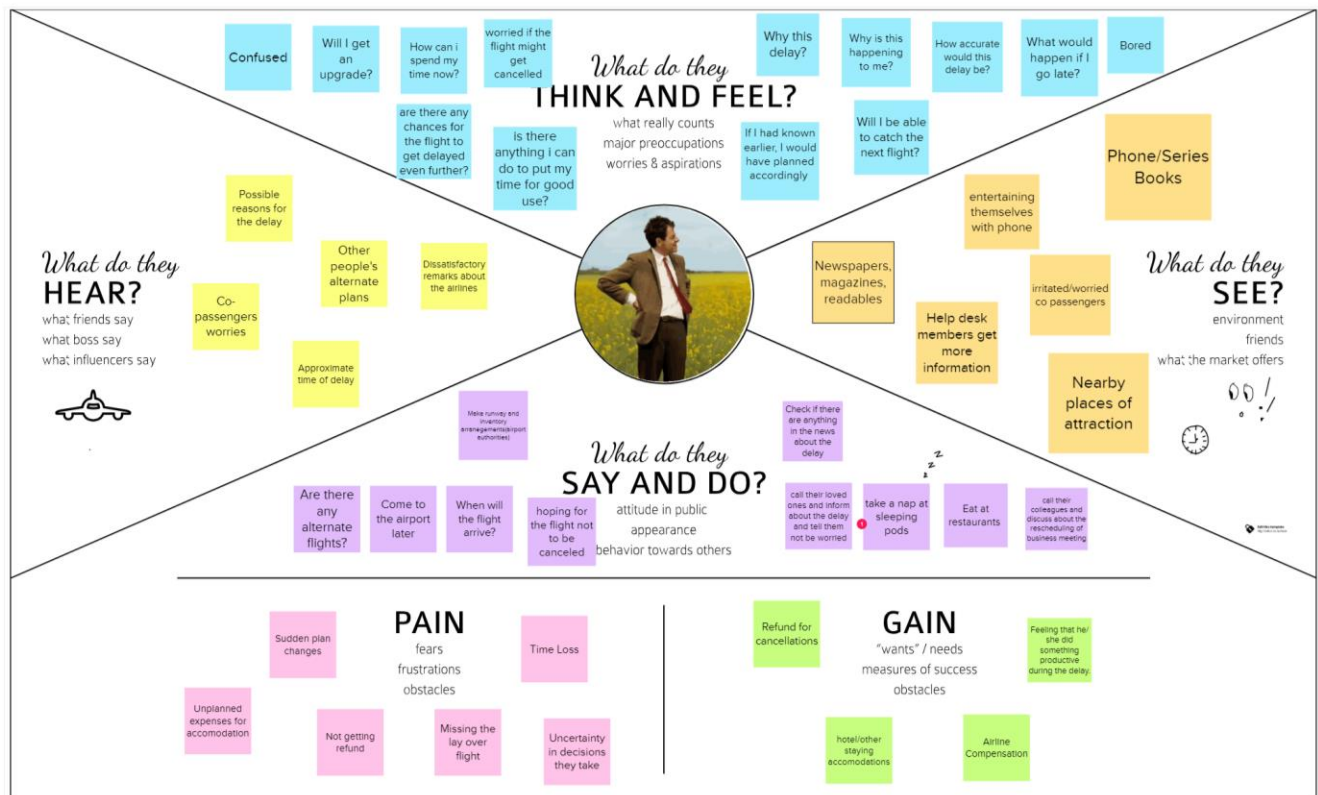 Confused
Will I get
an
upgrade?
How can i
spend my
time now?
worried if the
flight might
get
cancelled
What do they
THINK AND FEEL?
what really counts
major preoccupations
worries & aspirations
Why this
delay?
Why is this
happening
to me?
How accurate
would this
delay be?
What would
happen if I
go late?
Bored
are there any
chances for
the flight to
get delayed
even further?
is there
anything i can
do to put my
time for good
use?
If I had known
earlier, I would
have planned
accordingly
Will I be able
to catch the
next flight?
What do they
HEAR?
what friends say
what boss say
what influencers say
Possible
reasons for
the delay
Other
people's
alternate
plans
Dissatisfactory
remarks about
the airlines
Co-
passengers
worries
Approximate
time of delay
Phone/Series
Books
entertaining
themselves
with phone
Newspapers,
magazines,
readables
irritated/worried
co passengers
Help desk
members get
more
information
Nearby
places of
attraction
What do they
SEE?
environment
friends
what the market offers
What do they
SAY AND DO?
attitude in public
appearance
behavior towards others
Make runway and
inventory
arrangements(airport
authorities)
Are there
any
alternate
flights?
Come to
the airport
later
When will
the flight
arrive?
hoping for
the flight not
to be
canceled
Check if there
are anything
in the news
about the
delay
call their loved
ones and inform
about the delay
and tell them
not be worried
1
z z z
take a nap at
sleeping
pods
Eat at
restaurants
call their
colleagues and
discuss about the
rescheduling of
business meeting
PAIN
fears
frustrations
obstacles
Sudden plan
changes
Time Loss
Unplanned
expenses for
accomodation
Not getting
refund
Missing the
lay over
flight
Uncertainty
in decisions
they take
GAIN
"wants" / needs
measures of success
obstacles
Refund for
cancellations
Feeling that he/
she did
something
productive
during the delay.
hotel/other
staying
accomodations
Airline
Compensation